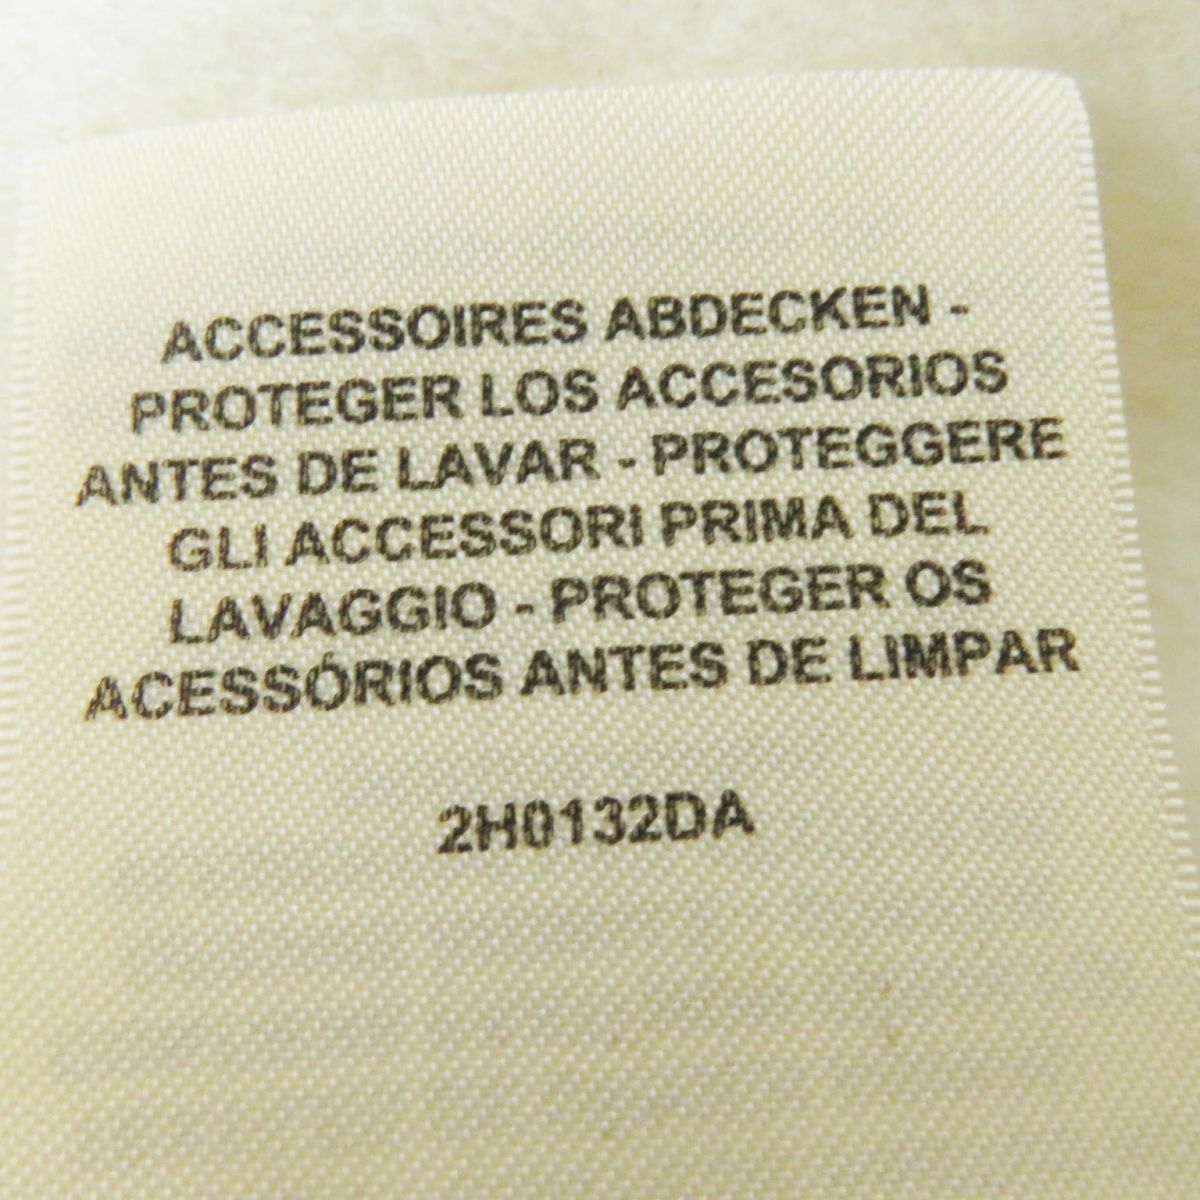 ACCESSOIRES ABDECKEN -
PROTEGER LOS ACCESORIOS
ANTES DE LAVAR - PROTEGGERE
GLI ACCESSORI PRIMA DEL
LAVAGGIO - PROTEGER OS
ACESSÓRIOS ANTES DE LIMPAR
2H0132DA